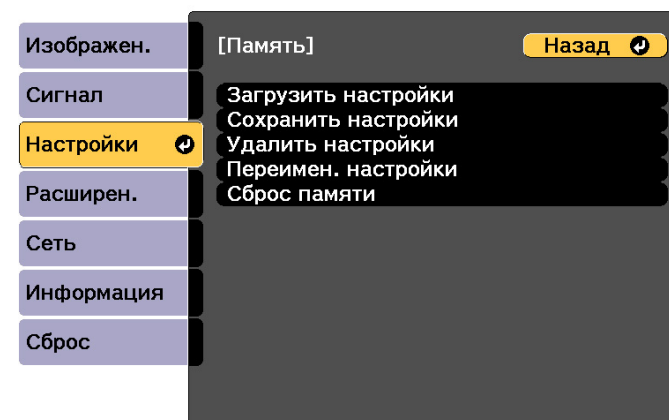 Изображен.
Сигнал
Настройки
Расширен.
Сеть
Информация
Сброс
[Память]
Назад
Загрузить настройки
Сохранить настройки
Удалить настройки
Переимен. настройки
Сброс памяти